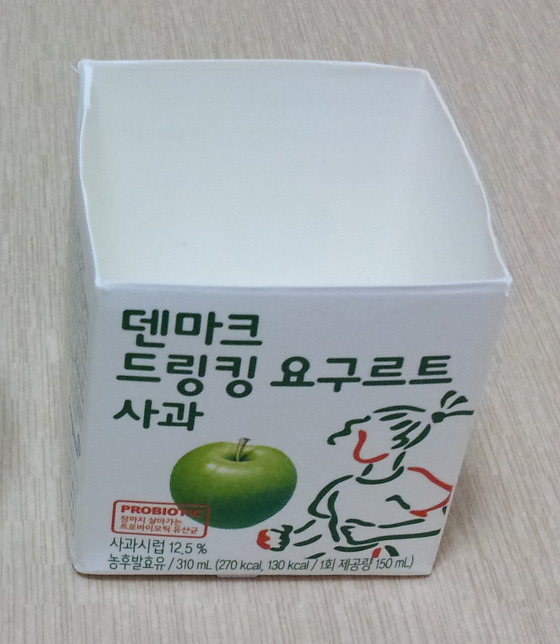 덴마크
드링킹 요구르트
사과
PROBIOTIC
장까지 살아가는
프로바이오틱 유산균
사과시럽 12.5 %
농후발효유 / 310 mL (270 kcal, 130 kcal / 1회 제공량 150 mL)